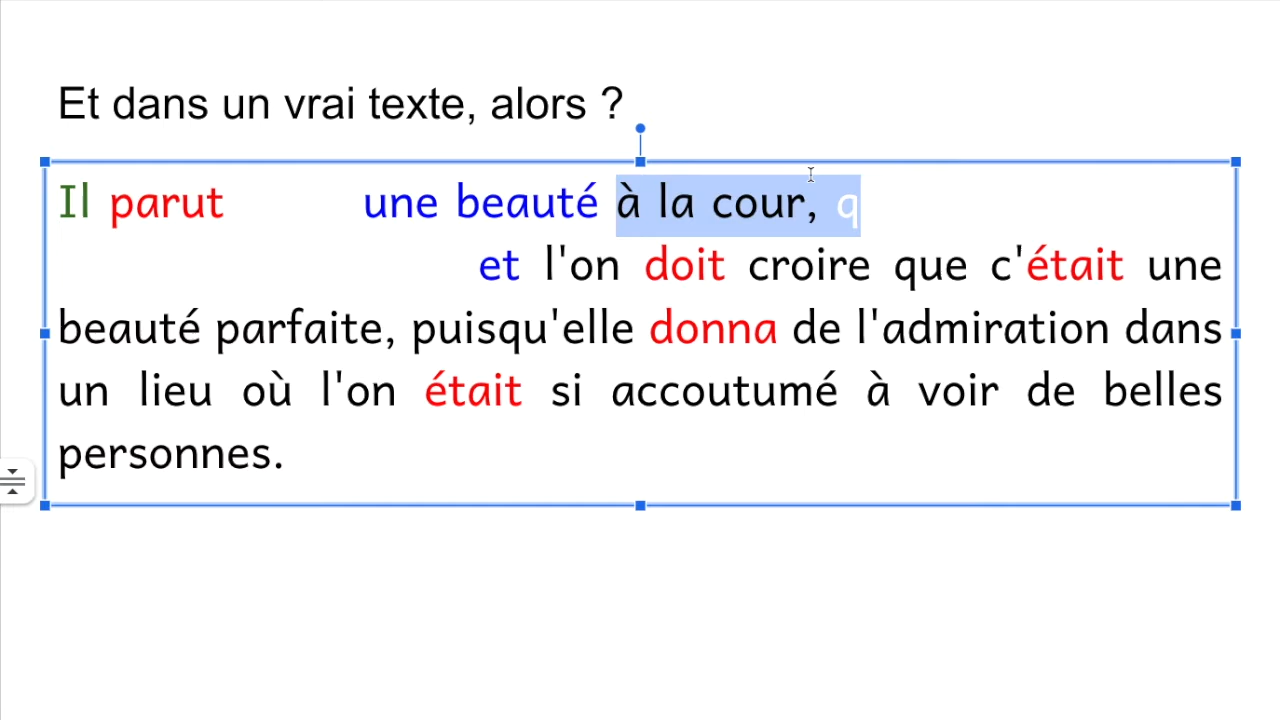 Et dans un vrai texte, alors ?
Il parut une beauté à la cour, q
et l'on doit croire que c'était une
beauté parfaite, puisqu'elle donna de l'admiration dans
un lieu où l'on était si accoutumé à voir de belles
personnes.